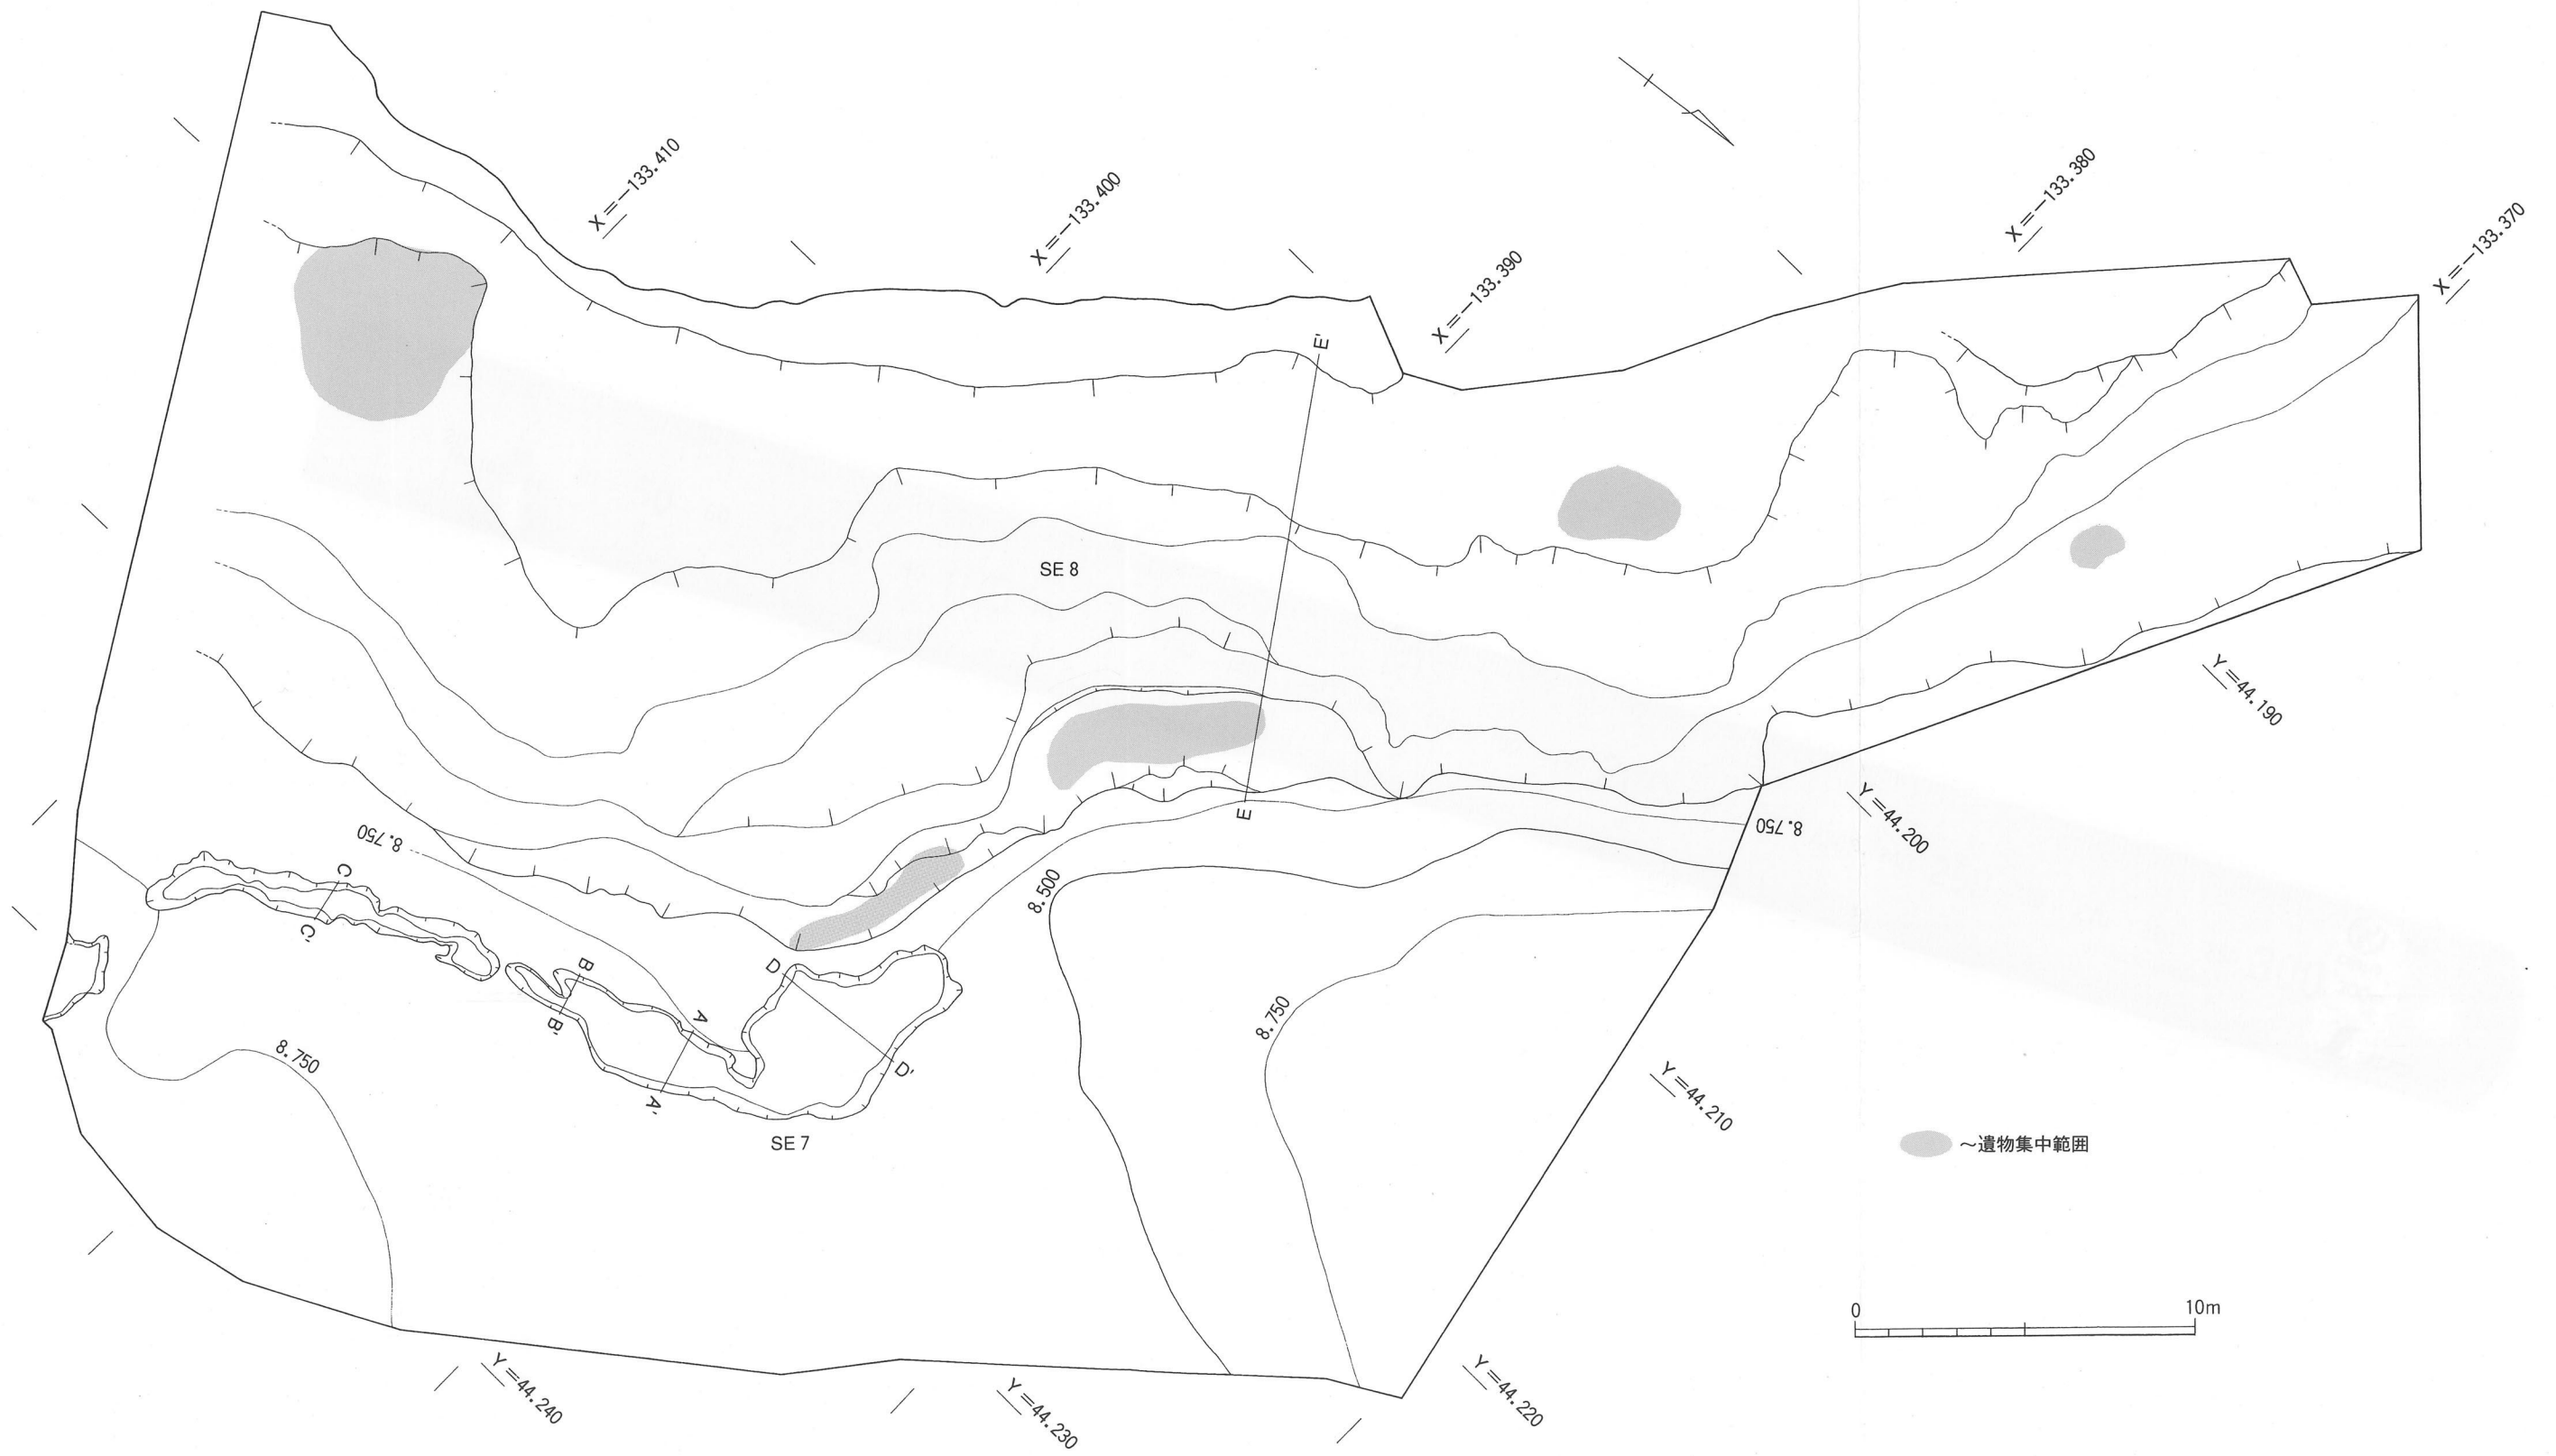 X=-133.410
X=-133.400
X=-133.390
X=-133.380
X=-133.370
E'
SE 8
E
8.750
8.750
C
C'
B
B'
A
A'
D
D'
8.500
8.750
8.750
SE 7
Y=44.190
Y=44.200
Y=44.210
Y=44.220
Y=44.230
Y=44.240
～遺物集中範囲
0
10m